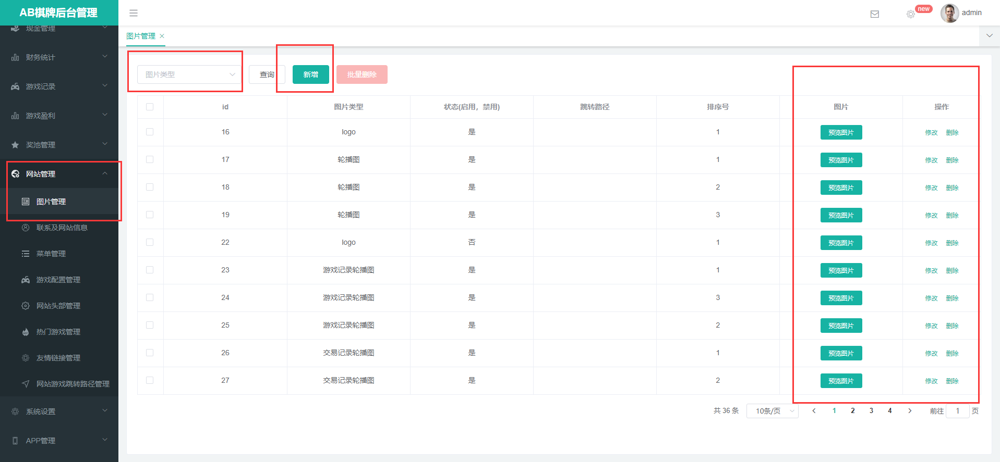 AB棋牌后台管理
new
admin
现金管理
财务统计
游戏记录
游戏盈利
奖池管理
网站管理
图片管理
联系及网站信息
菜单管理
游戏配置管理
网站头部管理
热门游戏管理
友情链接管理
网站游戏跳转路径管理
系统设置
APP管理
图片管理
图片类型 查询 新增 批量删除
id 图片类型 状态(启用，禁用) 跳转路径 排序号 图片 操作
16 logo 是 1 预览图片 修改 删除
17 轮播图 是 1 预览图片 修改 删除
18 轮播图 是 2 预览图片 修改 删除
19 轮播图 是 3 预览图片 修改 删除
22 logo 否 1 预览图片 修改 删除
23 游戏记录轮播图 是 1 预览图片 修改 删除
24 游戏记录轮播图 是 3 预览图片 修改 删除
25 游戏记录轮播图 是 2 预览图片 修改 删除
26 交易记录轮播图 是 1 预览图片 修改 删除
27 交易记录轮播图 是 2 预览图片 修改 删除
共 36 条 10条/页 1 2 3 4 前往 1 页